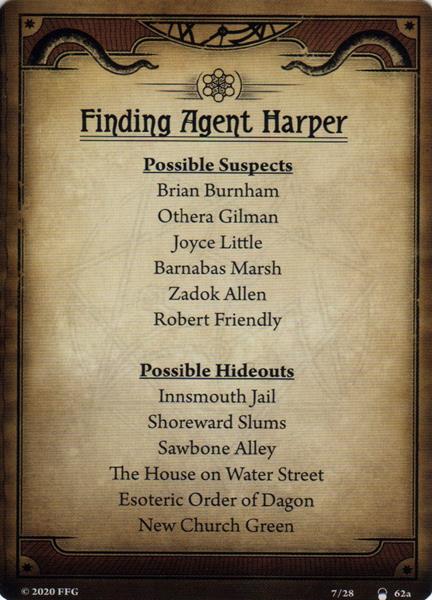 Finding Agent Harper
Possible Suspects
Brian Burnham
Othera Gilman
Joyce Little
Barnabas Marsh
Zadok Allen
Robert Friendly
Possible Hideouts
Innsmouth Jail
Shoreward Slums
Sawbone Alley
The House on Water Street
Esoteric Order of Dagon
New Church Green
© 2020 FFG 7/28 62a